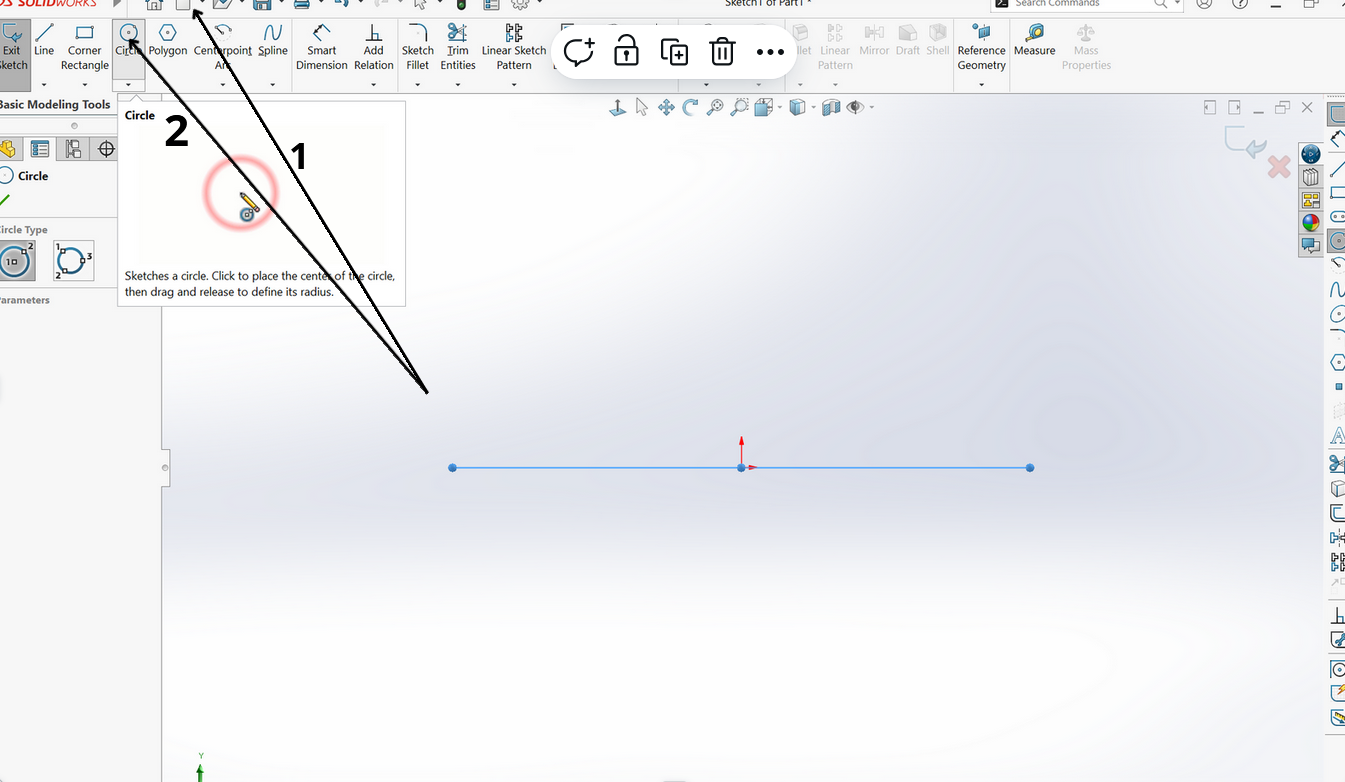 SOLIDWORKS
Sketch1 of Part1 *
Search Commands
Exit Sketch
Line
Corner Rectangle
Circle
Polygon
Centerpoint Arc
Spline
Smart Dimension
Add Relation
Sketch Fillet
Trim Entities
Linear Sketch Pattern
Linear Pattern
Mirror
Draft
Shell
Reference Geometry
Measure
Mass Properties
Basic Modeling Tools
Circle
2
1
Circle
Circle Type
Sketches a circle. Click to place the center of the circle,
then drag and release to define its radius.
Parameters
Y